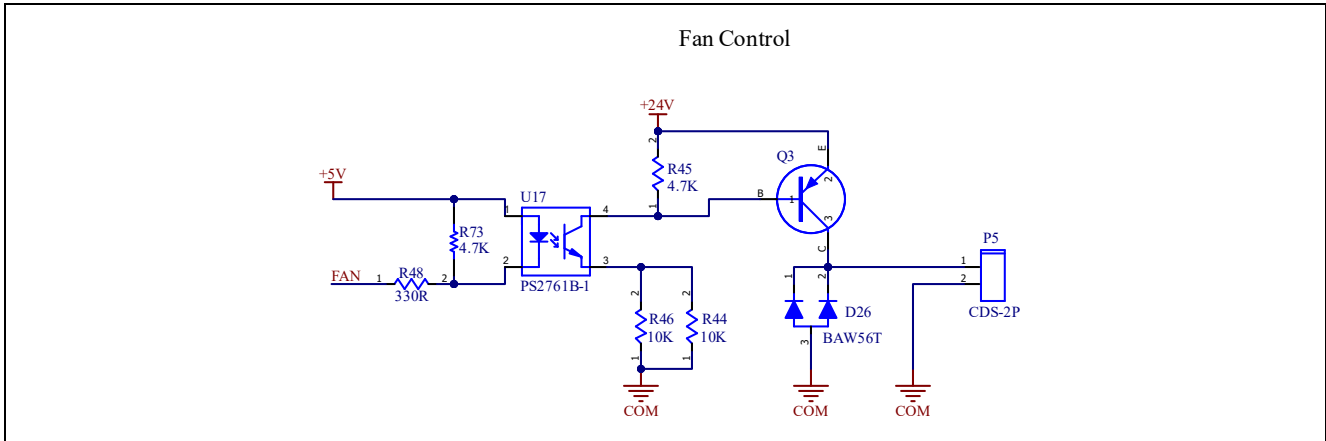 Fan Control
+24V
E
Q3
2
R45
4.7K
2
+5V
U17
B
1
1
4
1
3
R73
4.7K
C
P5
2
3
1
FAN
1
R48
2
330R
PS2761B-1
2
CDS-2P
1
2
D26
2
R46
10K
2
R44
10K
BAW56T
3
1
1
COM
COM
COM